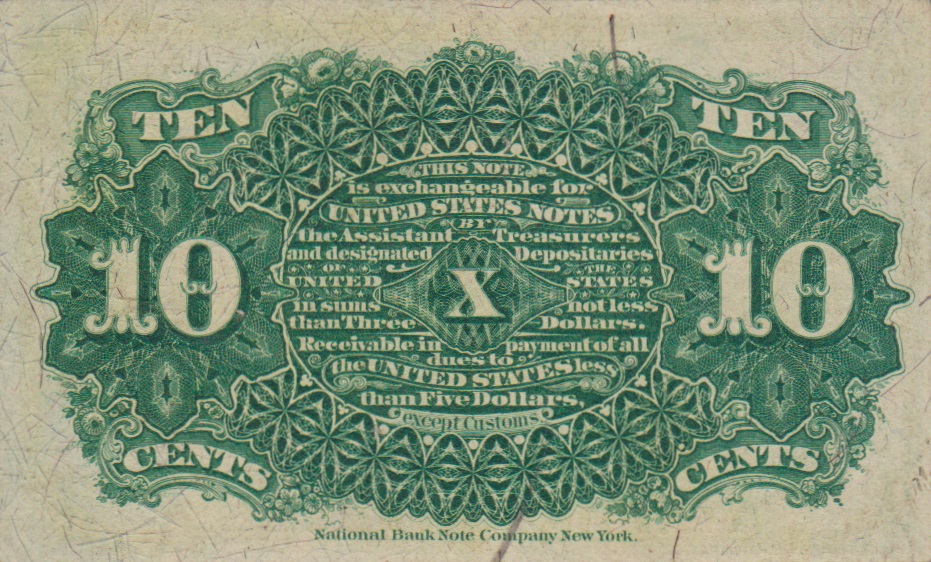 TEN
TEN
THIS NOTE
is exchangeable for
UNITED STATES NOTES
BY
the Assistant Treasurers
and designated Depositaries
OF THE
UNITED STATES
in sums not less
than Three Dollars.
10
X
10
Receivable in payment of all
dues to
the UNITED STATES less
than Five Dollars,
except Customs
CENTS
CENTS
National Bank Note Company New York.